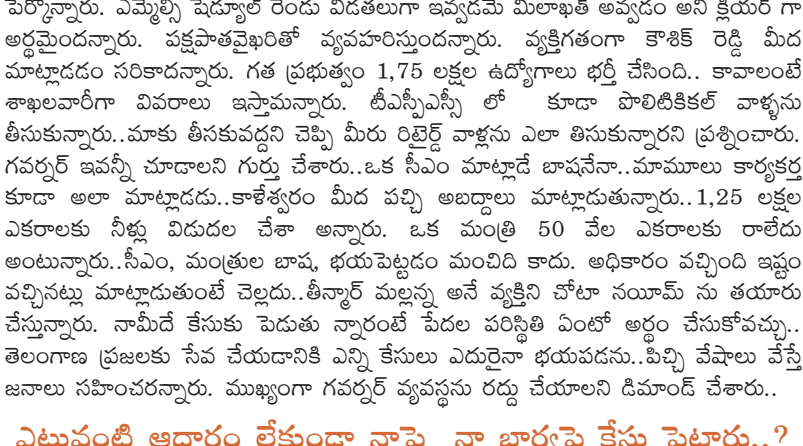 పేర్కొన్నారు. ఎమ్మెల్సీ షెడ్యూల్ రెండు విడతలుగా ఇవ్వడమే మిలాఖత్ అవ్వడం అని క్లియర్ గా
అర్థమైందన్నారు. పక్షపాతవైఖరితో వ్యవహరిస్తుందన్నారు. వ్యక్తిగతంగా కౌశిక్ రెడ్డి మీద
మాట్లాడడం సరికాదన్నారు. గత ప్రభుత్వం 1,75 లక్షల ఉద్యోగాలు భర్తీ చేసింది.. కావాలంటే
శాఖలవారీగా వివరాలు ఇస్తామన్నారు. టీఎస్పీఎస్సీ లో కూడా పొలిటికికల్ వాళ్ళను
తీసుకున్నారు..మాకు తీసకువద్దని చెప్పి మీరు రిటైర్డ్ వాళ్లను ఎలా తిసుకున్నారని ప్రశ్నించారు.
గవర్నర్ ఇవన్నీ చూడాలని గుర్తు చేశారు..ఒక సీఎం మాట్లాడే బాషనేనా..మామూలు కార్యకర్త
కూడా అలా మాట్లాడడు..కాళేశ్వరం మీద పచ్చి అబద్దాలు మాట్లాడుతున్నారు..1,25 లక్షల
ఎకరాలకు నీళ్లు విడుదల చేశా అన్నారు. ఒక మంత్రి 50 వేల ఎకరాలకు రాలేదు
అంటున్నారు..సీఎం, మంత్రుల బాష, భయపెట్టడం మంచిది కాదు. అధికారం వచ్చింది ఇష్టం
వచ్చినట్లు మాట్లాడుతుంటే చెల్లదు..తీన్మార్ మల్లన్న అనే వ్యక్తిని చోటా నయీమ్ ను తయారు
చేస్తున్నారు. నామీదే కేసుకు పెడుతు న్నారంటే పేదల పరిస్థితి ఏంటో అర్థం చేసుకోవచ్చు..
తెలంగాణ ప్రజలకు సేవ చేయడానికి ఎన్ని కేసులు ఎదురైనా భయపడను..పిచ్చి వేషాలు వేస్తే
జనాలు సహించరన్నారు. ముఖ్యంగా గవర్నర్ వ్యవస్థను రద్దు చేయాలని డిమాండ్ చేశారు..
ఎటువంటి ఆధారం లేకుండా నాపై నా భార్యపై కేసు పెట్టారు..?